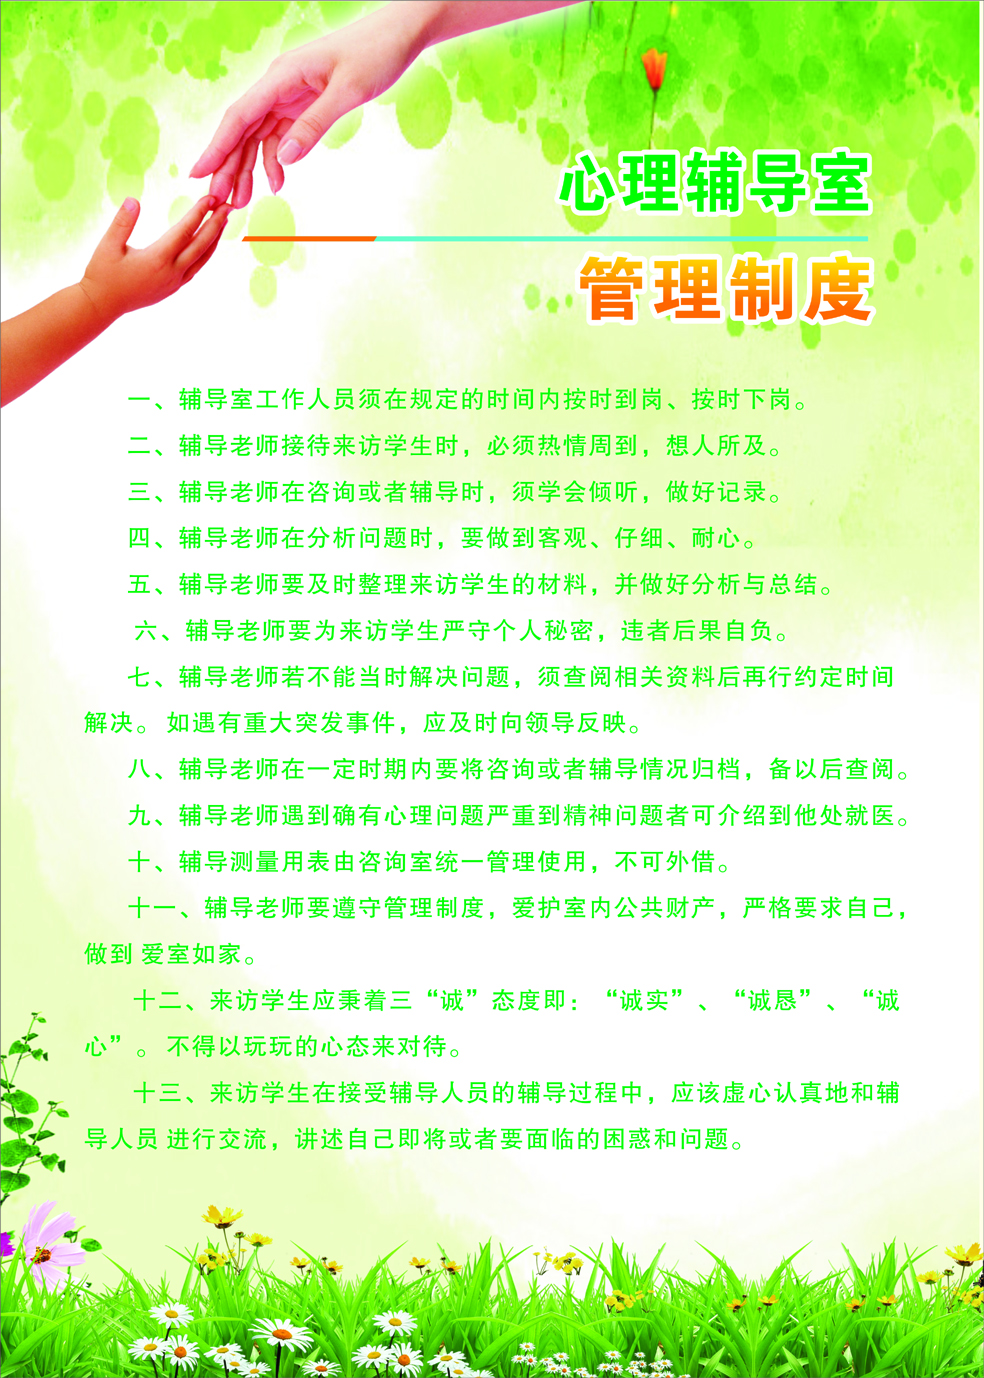 心理辅导室
管理制度
一、辅导室工作人员须在规定的时间内按时到岗、按时下岗。
二、辅导老师接待来访学生时，必须热情周到，想人所及。
三、辅导老师在咨询或者辅导时，须学会倾听，做好记录。
四、辅导老师在分析问题时，要做到客观、仔细、耐心。
五、辅导老师要及时整理来访学生的材料，并做好分析与总结。
六、辅导老师要为来访学生严守个人秘密，违者后果自负。
七、辅导老师若不能当时解决问题，须查阅相关资料后再行约定时间
解决。 如遇有重大突发事件，应及时向领导反映。
八、辅导老师在一定时期内要将咨询或者辅导情况归档，备以后查阅。
九、辅导老师遇到确有心理问题严重到精神问题者可介绍到他处就医。
十、辅导测量用表由咨询室统一管理使用，不可外借。
十一、辅导老师要遵守管理制度，爱护室内公共财产，严格要求自己，
做到 爱室如家。
十二、来访学生应秉着三“诚”态度即：“诚实”、“诚恳”、“诚
心”。 不得以玩玩的心态来对待。
十三、来访学生在接受辅导人员的辅导过程中，应该虚心认真地和辅
导人员 进行交流，讲述自己即将或者要面临的困惑和问题。